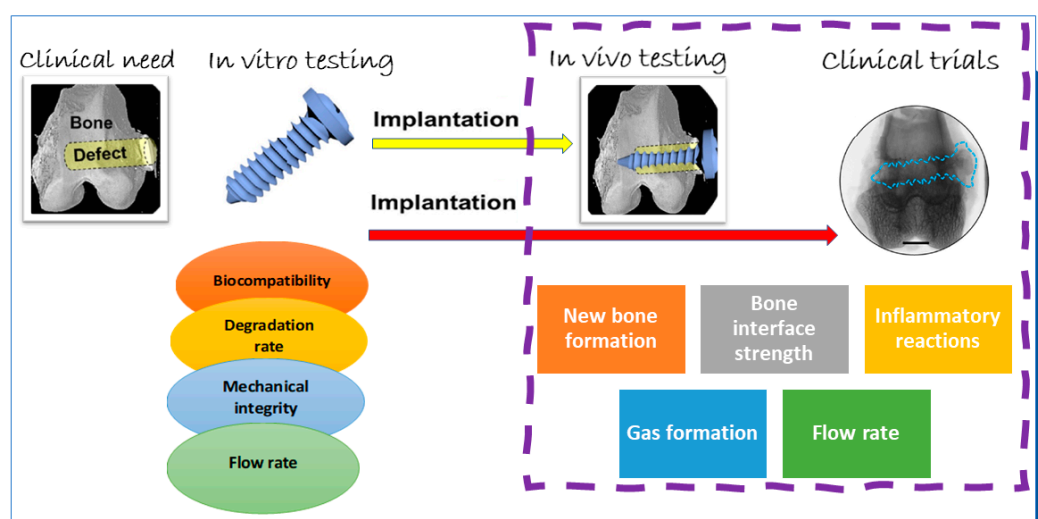 Clinical need
In vitro testing
In vivo testing
Clinical trials
Bone
Defect
Implantation
Implantation
Biocompatibility
Degradation
rate
Mechanical
integrity
Flow rate
New bone
formation
Bone
interface
strength
Inflammatory
reactions
Gas formation
Flow rate